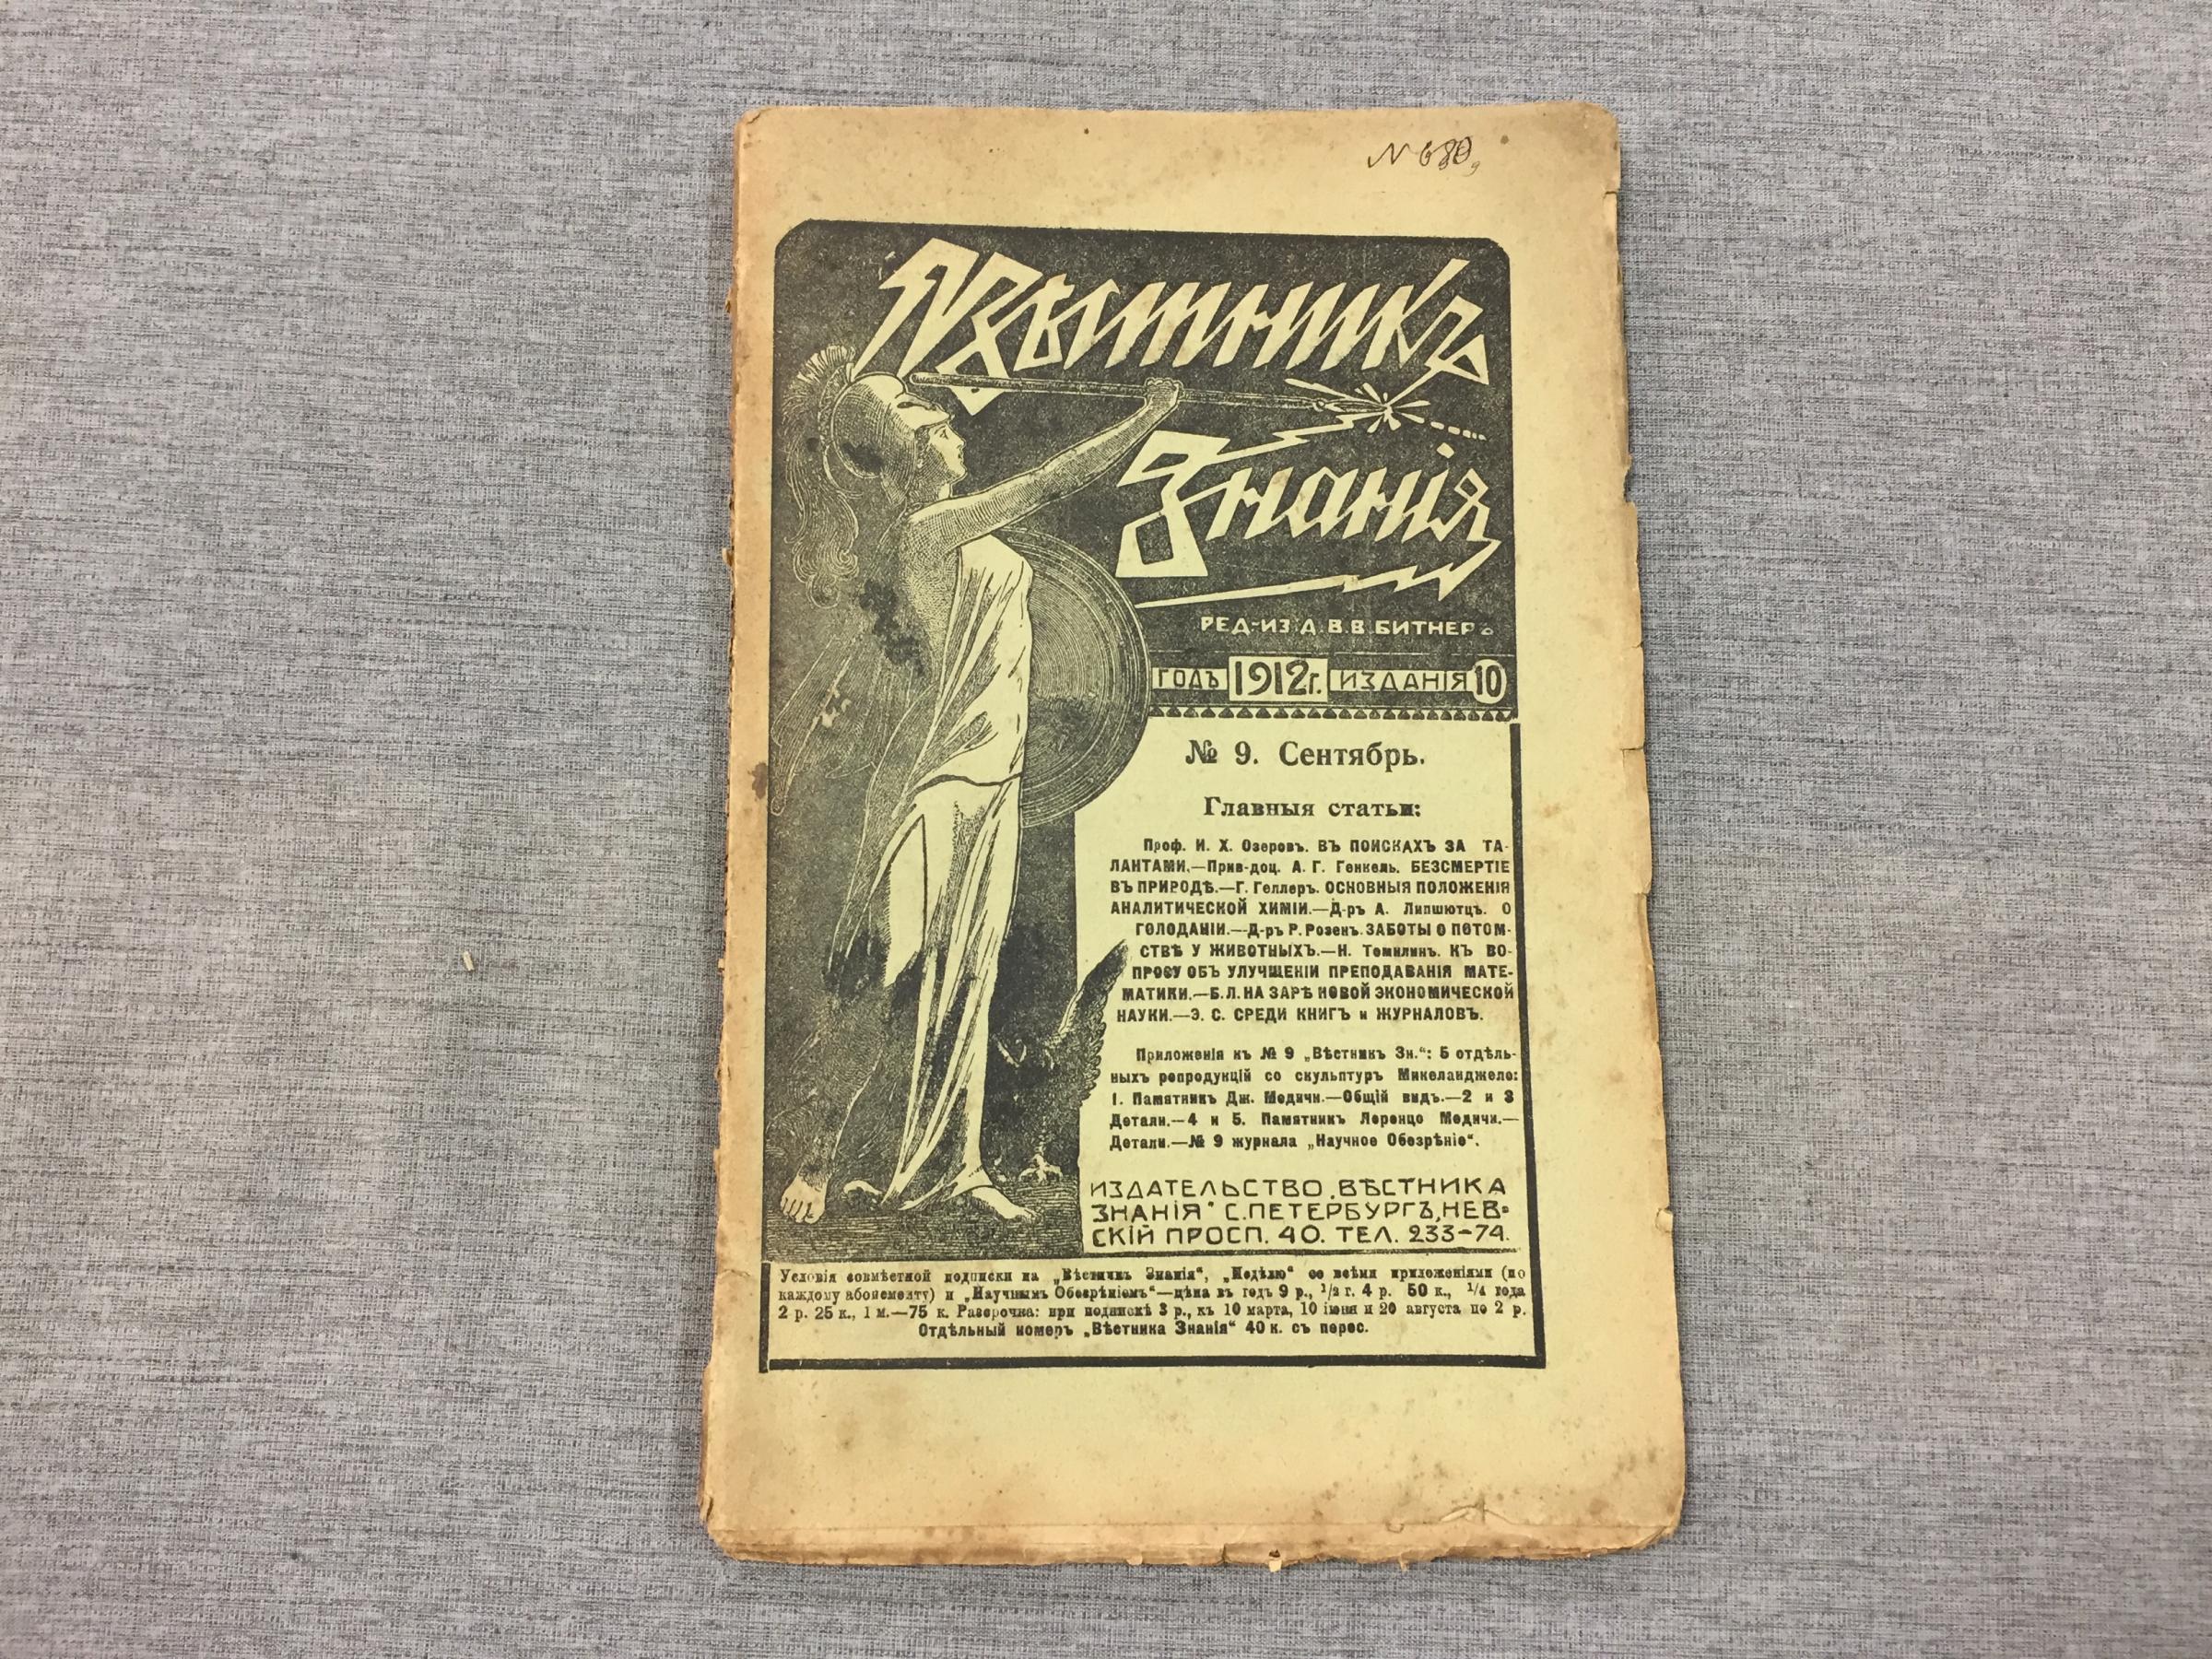 N 680,
Вѣстникъ
Знанія
РЕД-ИЗД. В. В. БИТНЕРЪ
ГОДЪ 1912г. ИЗДАНІЯ 10
№ 9. Сентябрь.
Главныя статьи:
Проф. И. Х. Озеровъ. ВЪ ПОИСКАХЪ ЗА ТА-
ЛАНТАМИ.—Прив-доц. А. Г. Генкель. БЕЗСМЕРТІЕ
ВЪ ПРИРОДѢ.—Г. Геллеръ. ОСНОВНЫЯ ПОЛОЖЕНІЯ
АНАЛИТИЧЕСКОЙ ХИМІИ.—Д-ръ А. Липшютцъ. О
ГОЛОДАНІИ.—Д-ръ Р. Розенъ. ЗАБОТЫ О ПОТОМ-
СТВѢ У ЖИВОТНЫХЪ.—Н. Томилинъ. КЪ ВО-
ПРОСУ ОБЪ УЛУЧШЕНІИ ПРЕПОДАВАНІЯ МАТЕ-
МАТИКИ.—Б. Л. НА ЗАРѢ НОВОЙ ЭКОНОМИЧЕСКОЙ
НАУКИ.—Э. С. СРЕДИ КНИГЪ и ЖУРНАЛОВЪ.
Приложенія къ № 9 „Вѣстникъ Зн.“: 5 отдѣль-
ныхъ репродукцій со скульптуръ Микеланджело:
1. Памятникъ Дж. Медичи.—Общій видъ.—2 и 3
Детали.—4 и 5. Памятникъ Лоренцо Медичи.—
Детали.—№ 9 журнала „Научное Обозрѣніе“.
ИЗДАТЕЛЬСТВО „ВѢСТНИКА
ЗНАНІЯ“ С.ПЕТЕРБУРГЪ, НЕВ-
СКІЙ ПРОСП. 40. ТЕЛ. 233-74.
Условія совмѣстной подписки на „Вѣстникъ Знанія“, „Недѣлю“ со всѣми приложеніями (по
каждому абонементу) и „Научнымъ Обозрѣніемъ“—цѣна въ годъ 9 р., 1/2 г. 4 р. 50 к., 1/4 года
2 р. 25 к., 1 м.—75 к. Разсрочка: при подпискѣ 3 р., къ 10 марта, 10 іюня и 20 августа по 2 р.
Отдѣльный номеръ „Вѣстника Знанія“ 40 к. съ перес.